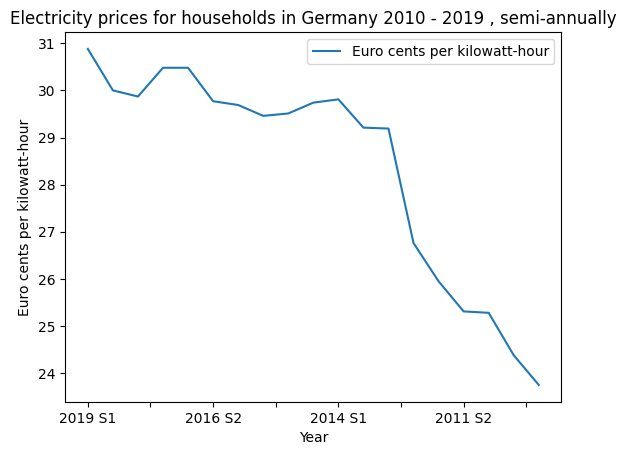 Electricity prices for households in Germany 2010 - 2019 , semi-annually
Euro cents per kilowatt-hour
Euro cents per kilowatt-hour
31
30
29
28
27
26
25
24
2019 S1
2016 S2
2014 S1
2011 S2
Year